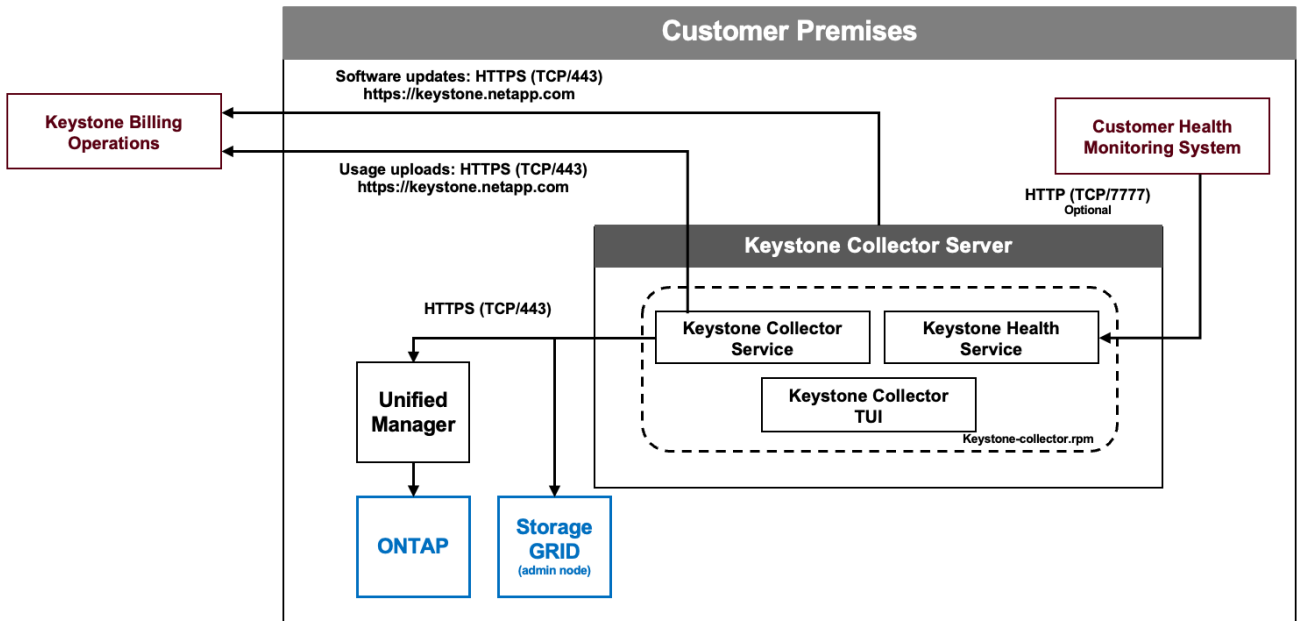 Customer Premises
Software updates: HTTPS (TCP/443)
https://keystone.netapp.com
Keystone Billing
Operations
Customer Health
Monitoring System
Usage uploads: HTTPS (TCP/443)
https://keystone.netapp.com
HTTP (TCP/7777)
Optional
Keystone Collector Server
HTTPS (TCP/443)
Keystone Collector
Service
Keystone Health
Service
Keystone Collector
TUI
Keystone-collector.rpm
Unified
Manager
ONTAP
Storage
GRID
(admin node)